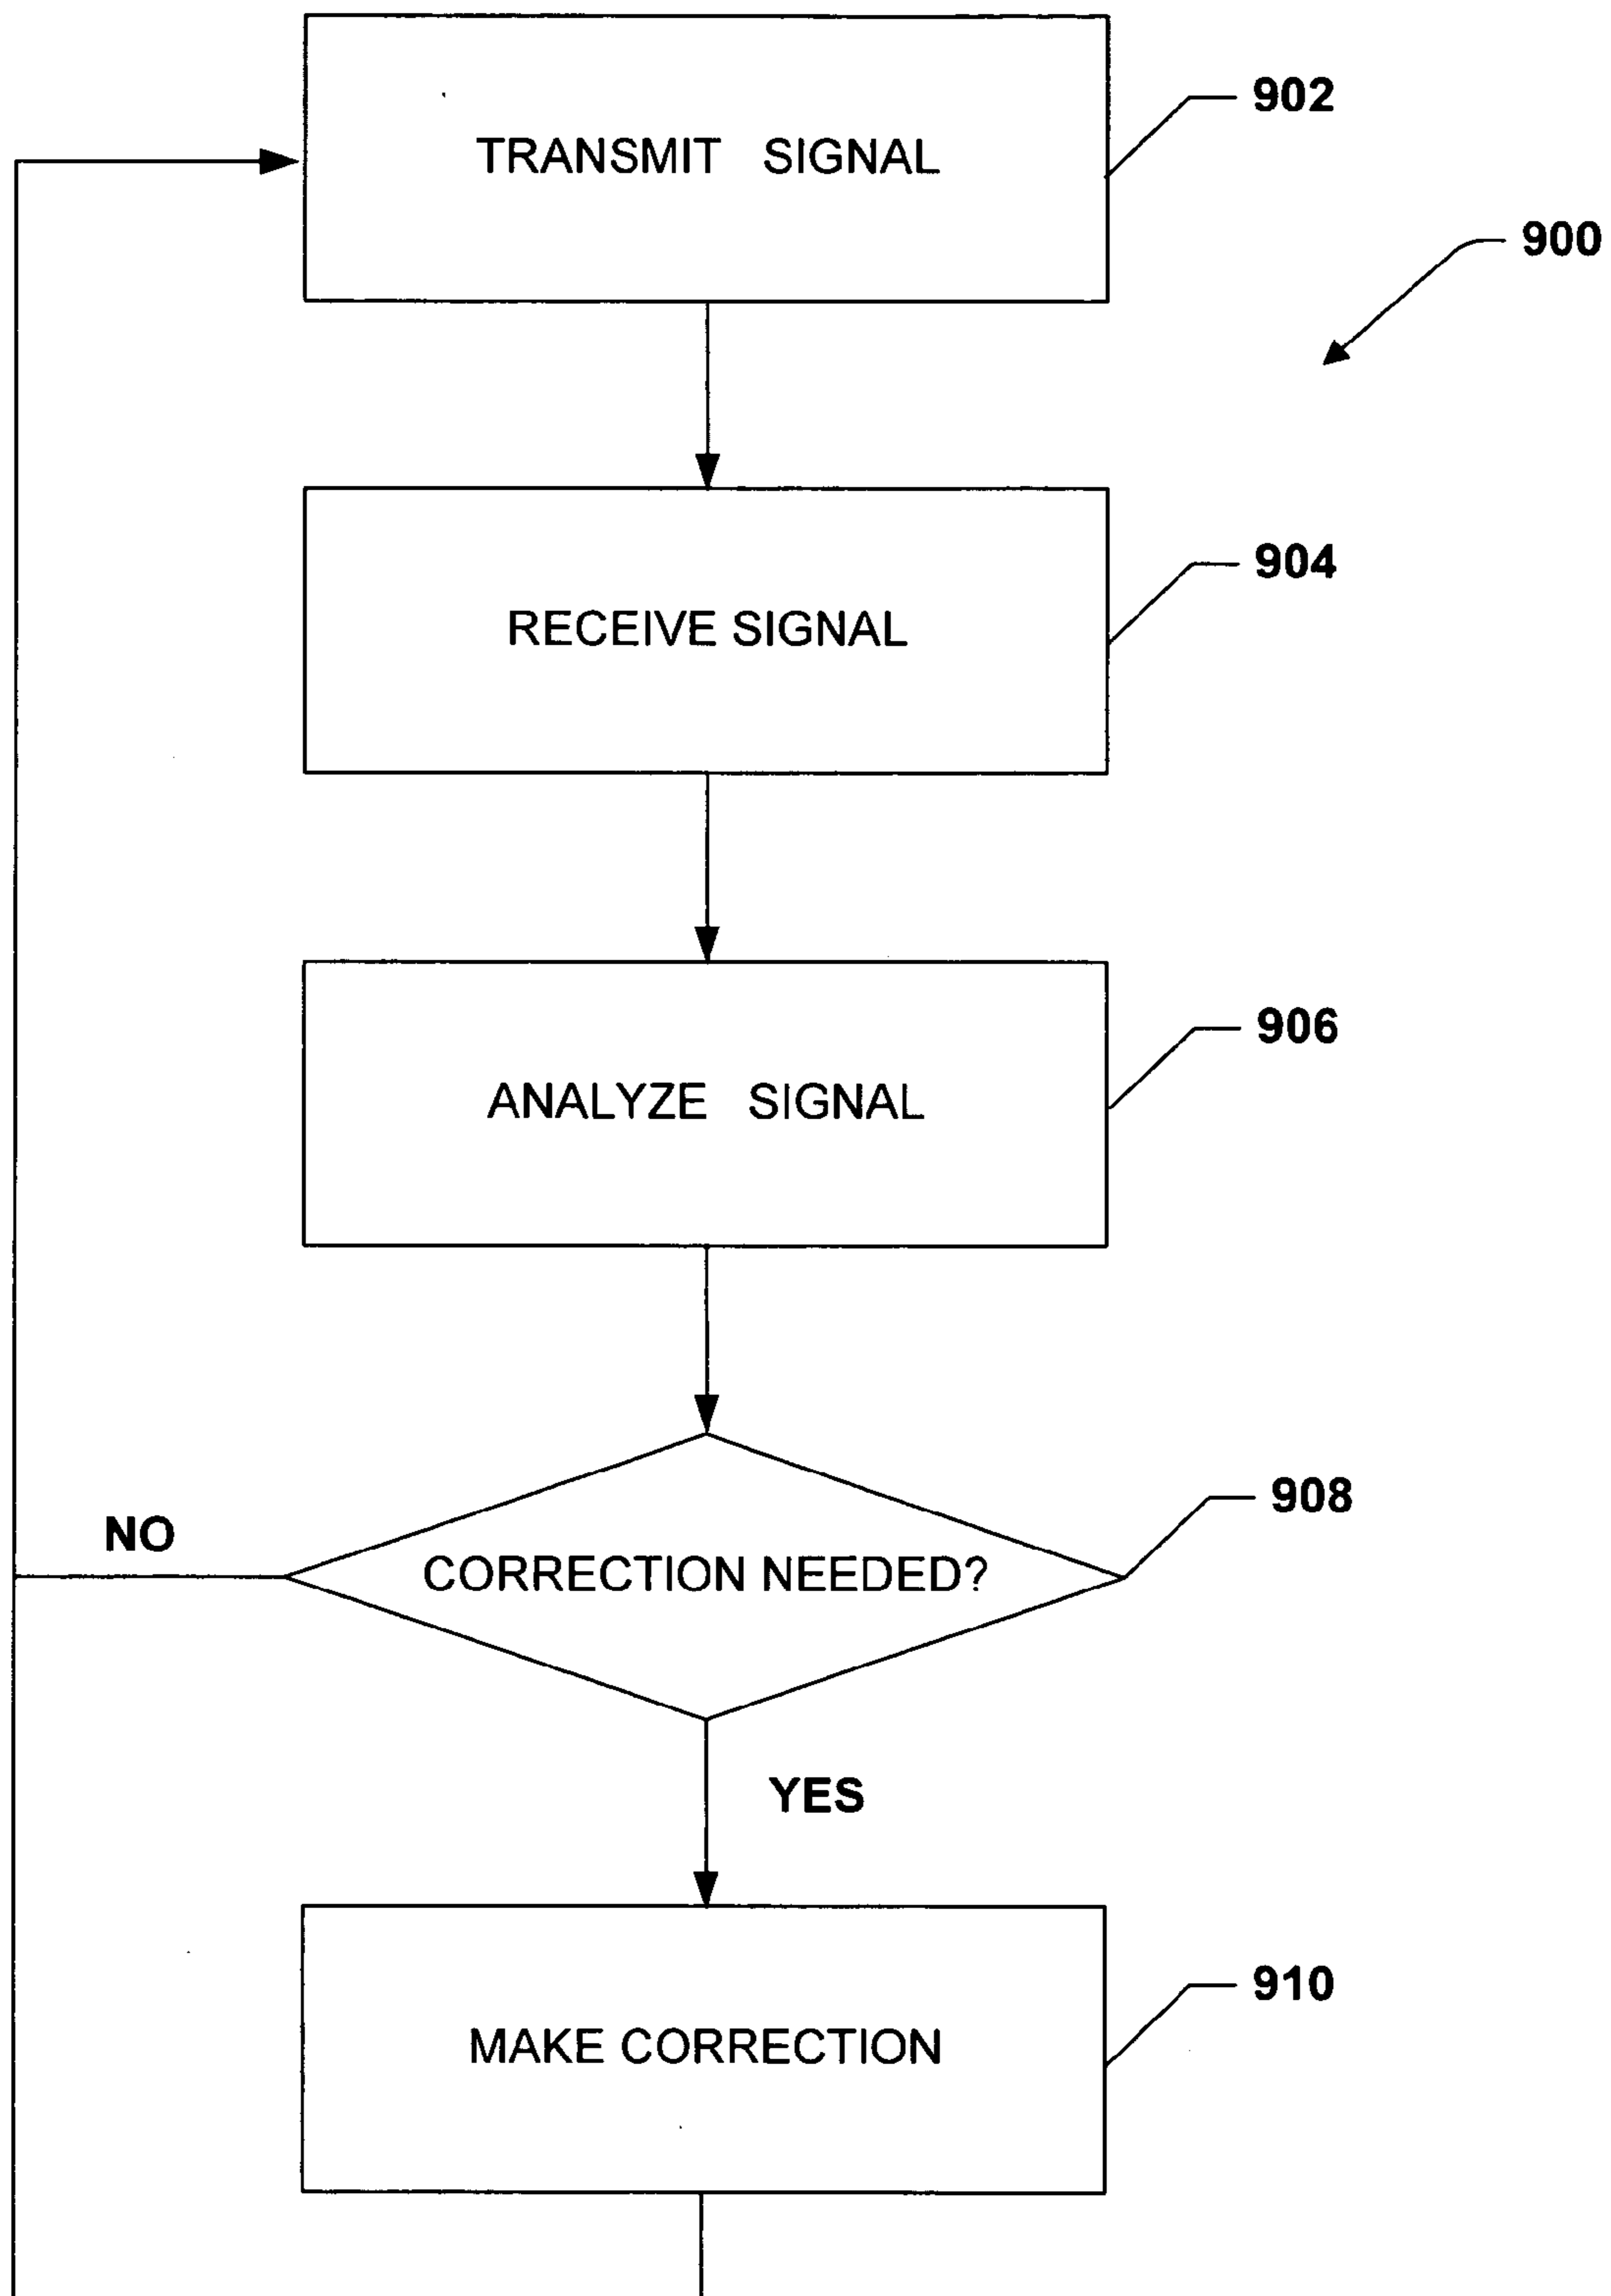 902
TRANSMIT SIGNAL
900
904
RECEIVE SIGNAL
906
ANALYZE SIGNAL
908
NO
CORRECTION NEEDED?
YES
910
MAKE CORRECTION